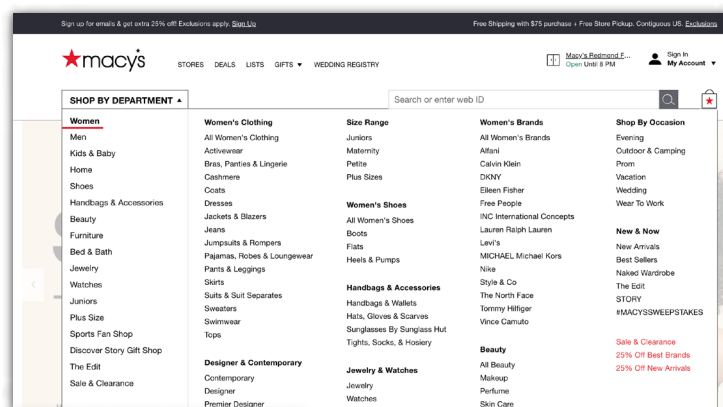 Sign up for emails & get extra 25% off! Exclusions apply. Sign Up
Free Shipping with $75 purchase + Free Store Pickup. Contiguous US. Exclusions
macy's
STORES DEALS LISTS GIFTS ▼ WEDDING REGISTRY
Macy's Redmond F...
Open Until 8 PM
Sign In
My Account ▼
SHOP BY DEPARTMENT ▲
Search or enter web ID
Women
Men
Kids & Baby
Home
Shoes
Handbags & Accessories
Beauty
Furniture
Bed & Bath
Jewelry
Watches
Juniors
Plus Size
Sports Fan Shop
Discover Story Gift Shop
The Edit
Sale & Clearance
Women's Clothing
All Women's Clothing
Activewear
Bras, Panties & Lingerie
Cashmere
Coats
Dresses
Jackets & Blazers
Jeans
Jumpsuits & Rompers
Pajamas, Robes & Loungewear
Pants & Leggings
Skirts
Suits & Suit Separates
Sweaters
Swimwear
Tops
Designer & Contemporary
Contemporary
Designer
Premier Designer
Size Range
Juniors
Maternity
Petite
Plus Sizes
Women's Shoes
All Women's Shoes
Boots
Flats
Heels & Pumps
Handbags & Accessories
Handbags & Wallets
Hats, Gloves & Scarves
Sunglasses By Sunglass Hut
Tights, Socks, & Hosiery
Jewelry & Watches
Jewelry
Watches
Women's Brands
All Women's Brands
Alfani
Calvin Klein
DKNY
Eileen Fisher
Free People
INC International Concepts
Lauren Ralph Lauren
Levi's
MICHAEL Michael Kors
Nike
Style & Co
The North Face
Tommy Hilfiger
Vince Camuto
Beauty
All Beauty
Makeup
Perfume
Skin Care
Shop By Occasion
Evening
Outdoor & Camping
Prom
Vacation
Wedding
Wear To Work
New & Now
New Arrivals
Best Sellers
Naked Wardrobe
The Edit
STORY
#MACYSSWEEPSTAKES
Sale & Clearance
25% Off Best Brands
25% Off New Arrivals